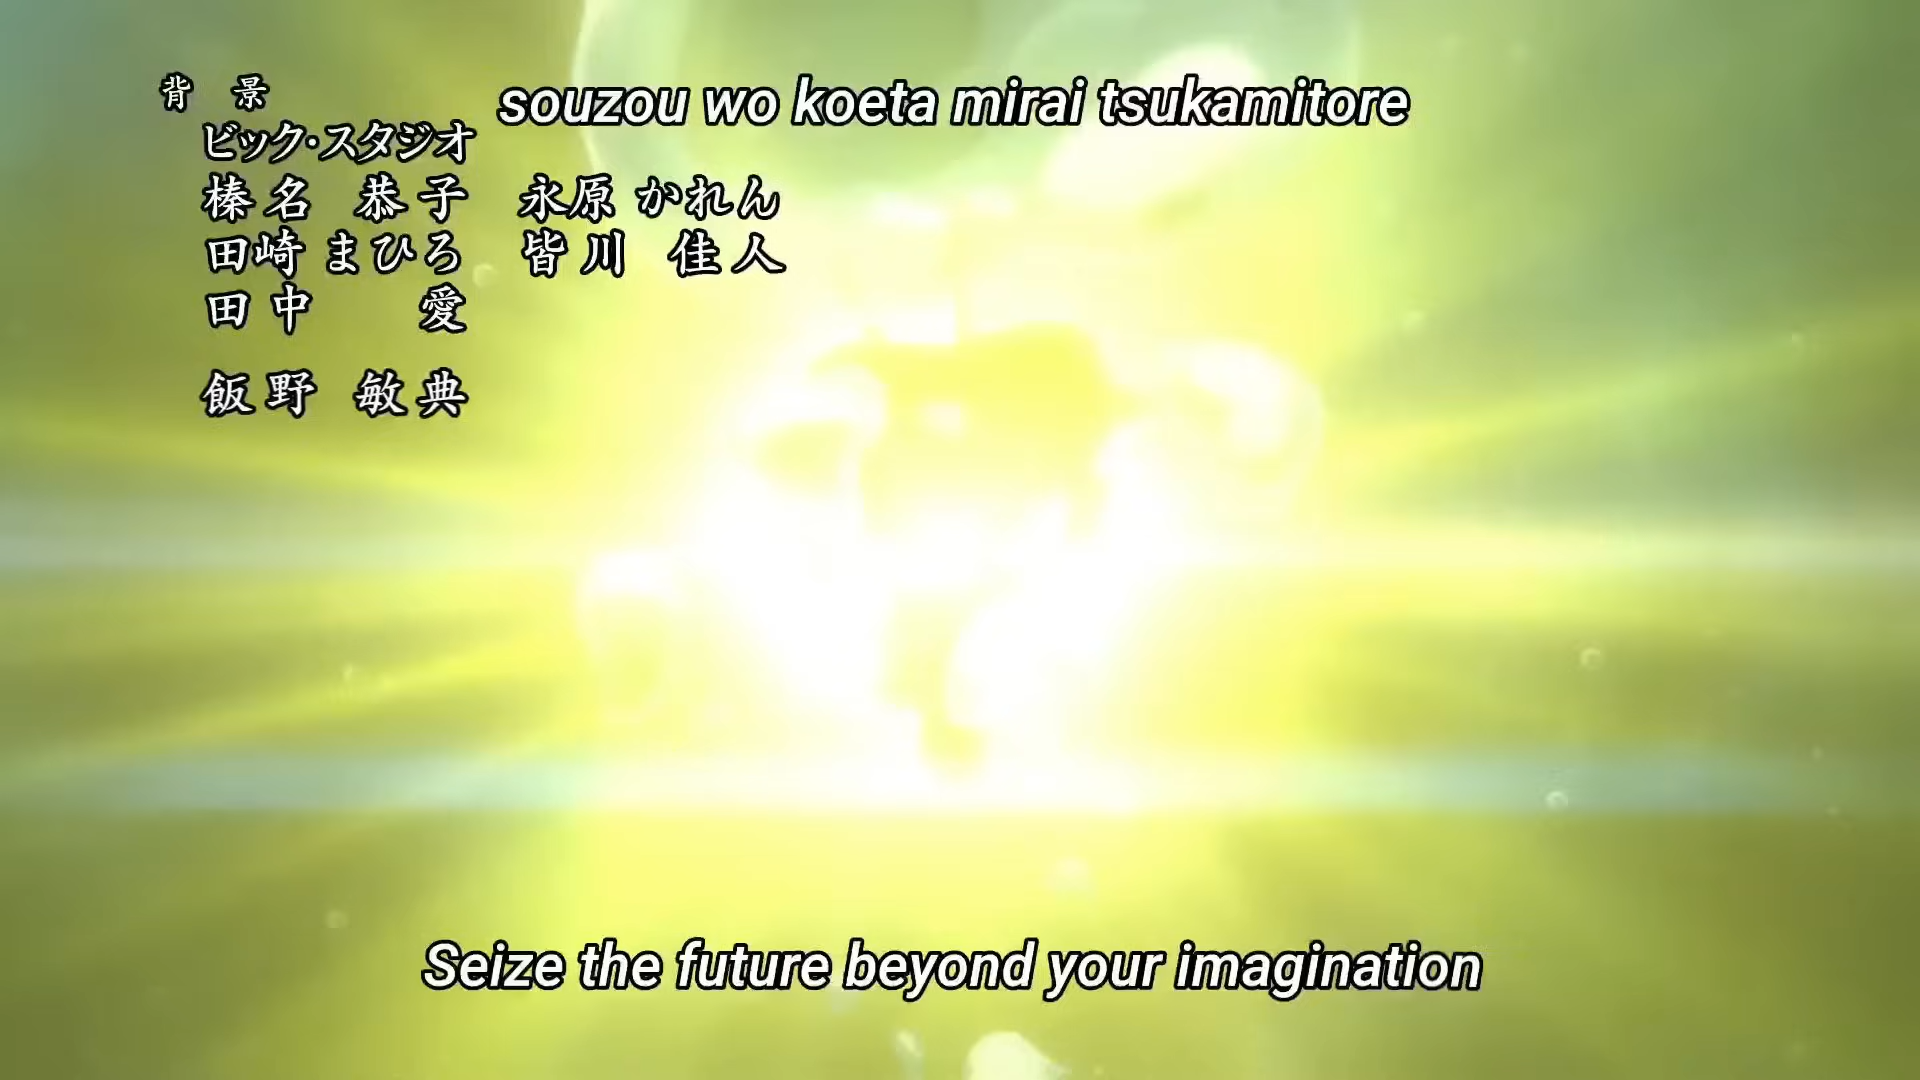 背景
souzou wo koeta mirai tsukamitore
ビック・スタジオ
榛名 恭子 永原 かれん
田崎 まひろ 皆川 佳人
田中 愛
飯野 敏典
Seize the future beyond your imagination